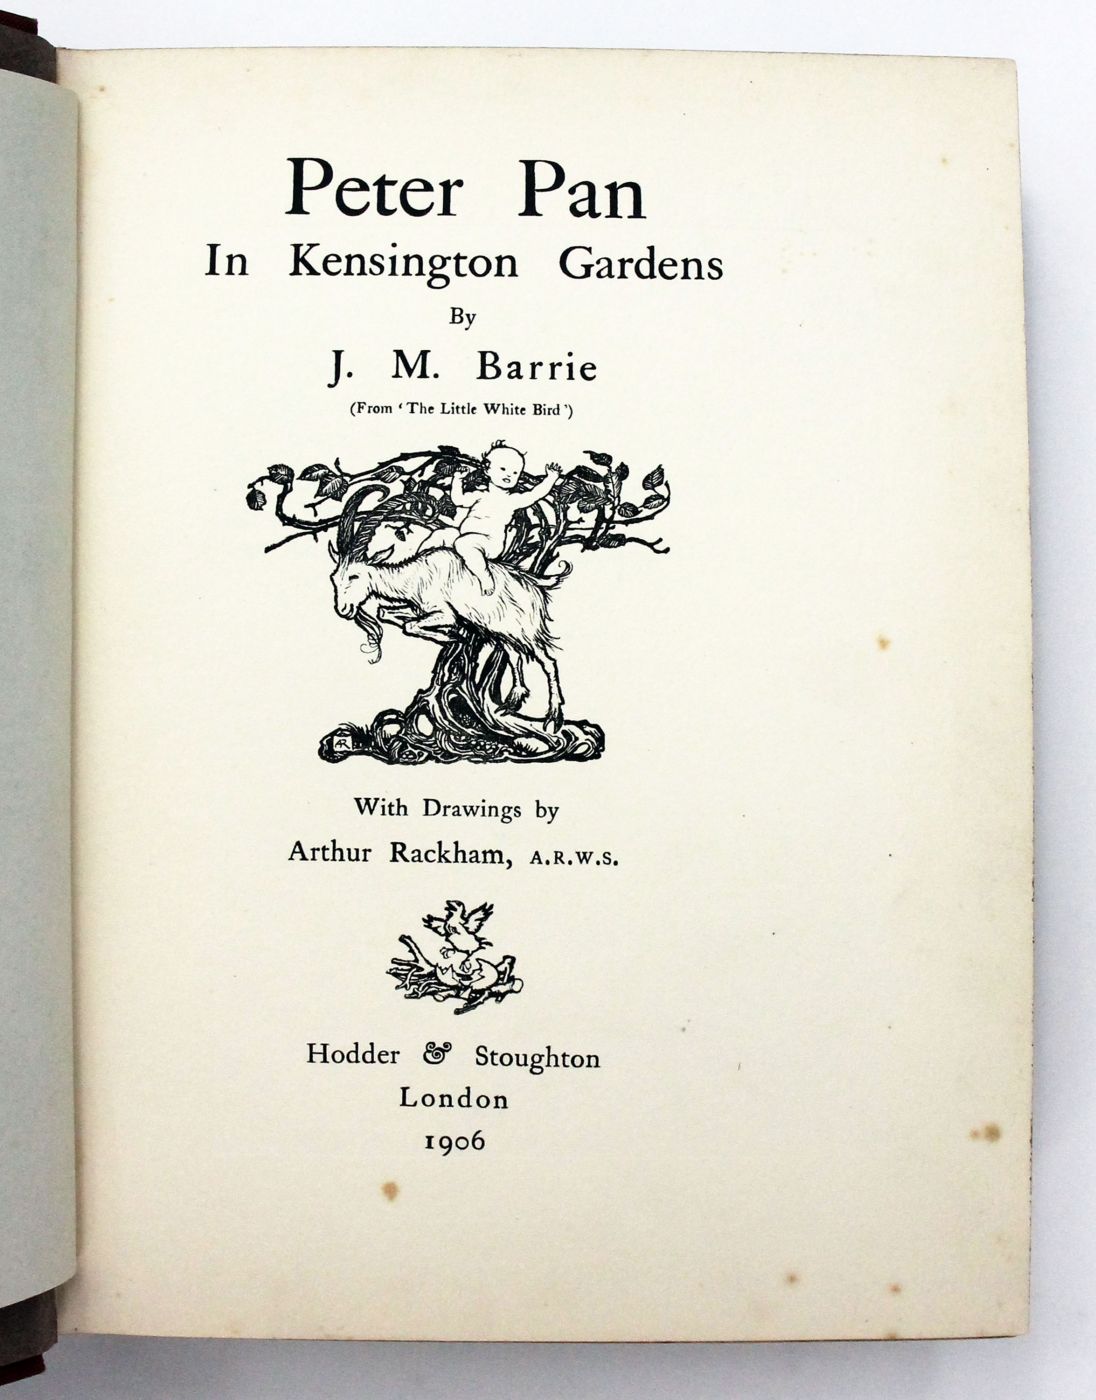 Peter Pan
In Kensington Gardens
By
J. M. Barrie
(From ‘The Little White Bird’)
AR
With Drawings by
Arthur Rackham, A.R.W.S.
Hodder & Stoughton
London
1906